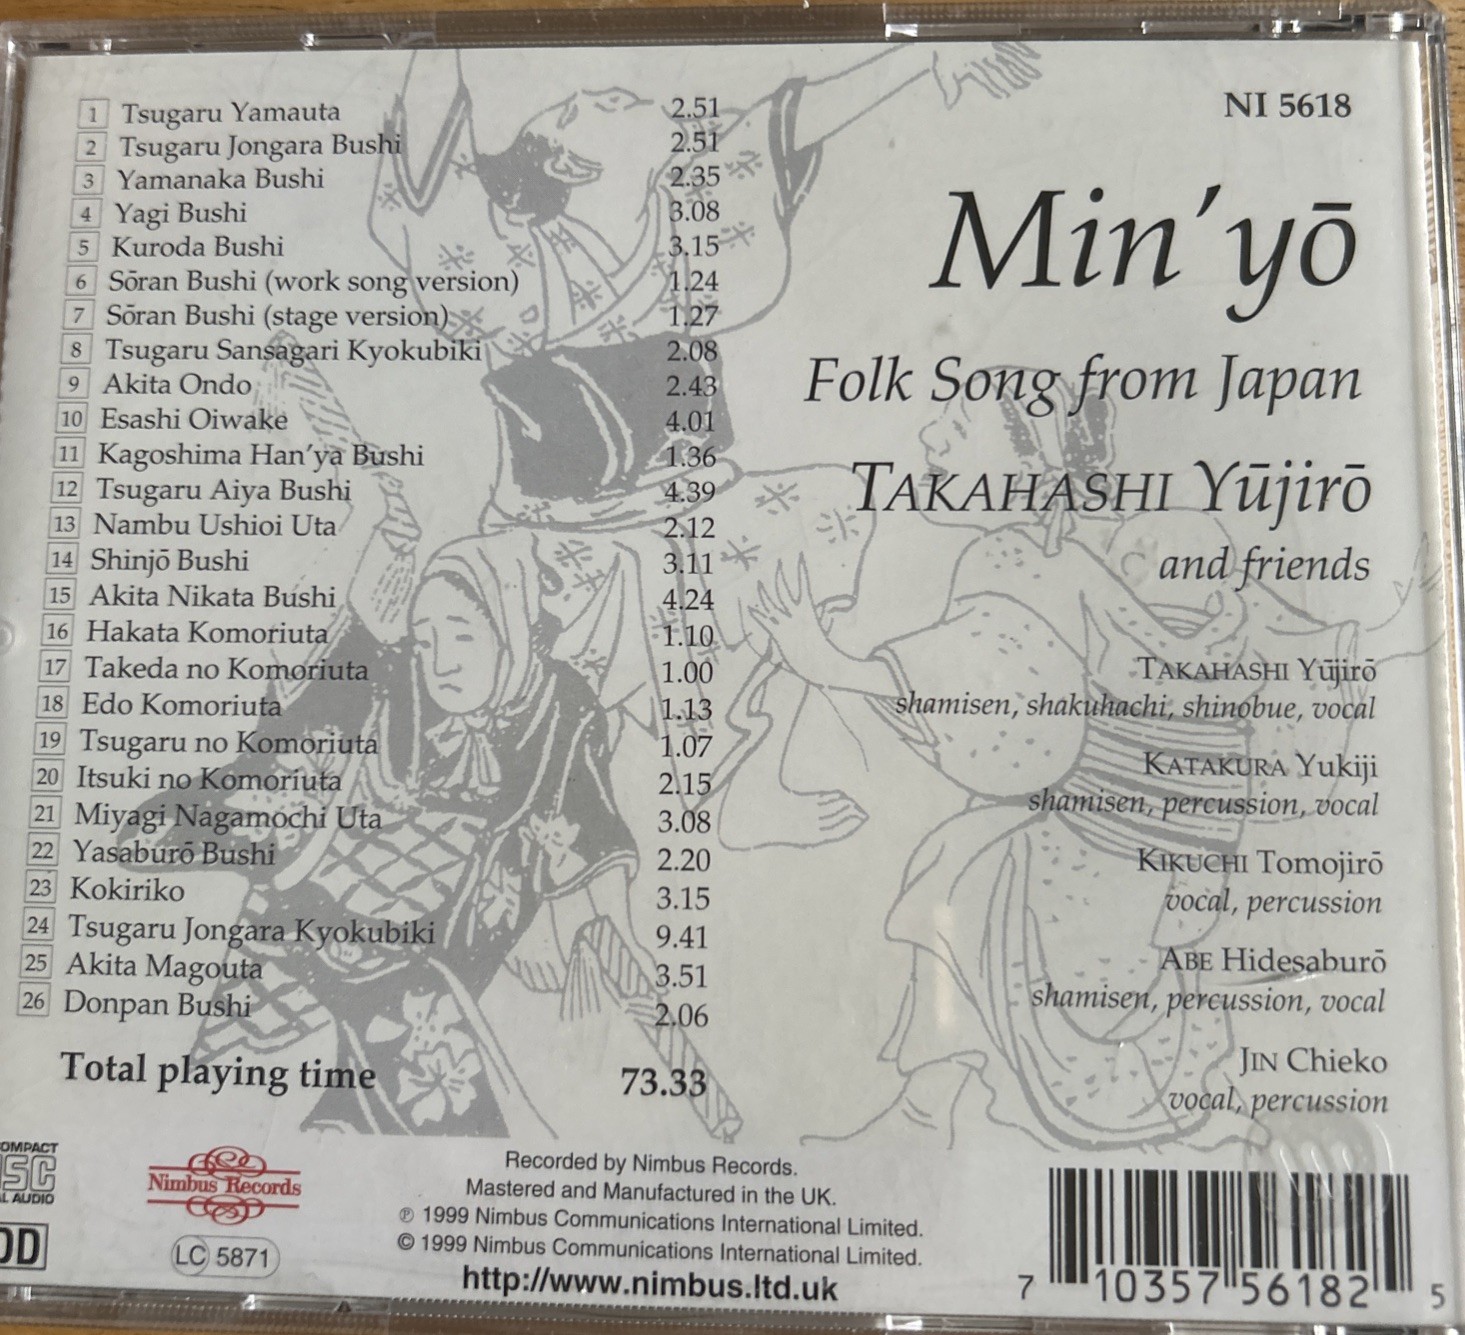 1 Tsugaru Yamauta 2.51
2 Tsugaru Jongara Bushi 2.51
3 Yamanaka Bushi 2.35
4 Yagi Bushi 3.08
5 Kuroda Bushi 3.15
6 Sōran Bushi (work song version) 1.24
7 Sōran Bushi (stage version) 1.27
8 Tsugaru Sansagari Kyokubiki 2.08
9 Akita Ondo 2.43
10 Esashi Oiwake 4.01
11 Kagoshima Han'ya Bushi 1.36
12 Tsugaru Aiya Bushi 4.39
13 Nambu Ushioi Uta 2.12
14 Shinjō Bushi 3.11
15 Akita Nikata Bushi 4.24
16 Hakata Komoriuta 1.10
17 Takeda no Komoriuta 1.00
18 Edo Komoriuta 1.13
19 Tsugaru no Komoriuta 1.07
20 Itsuki no Komoriuta 2.15
21 Miyagi Nagamochi Uta 3.08
22 Yasaburō Bushi 2.20
23 Kokiriko 3.15
24 Tsugaru Jongara Kyokubiki 9.41
25 Akita Magouta 3.51
26 Donpan Bushi 2.06
Total playing time 73.33
NI 5618
Min'yō
Folk Song from Japan
TAKAHASHI Yūjirō
and friends
TAKAHASHI Yūjirō
shamisen, shakuhachi, shinobue, vocal
KATAKURA Yukiji
shamisen, percussion, vocal
KIKUCHI Tomojirō
vocal, percussion
ABE Hidesaburō
shamisen, percussion, vocal
JIN Chieko
vocal, percussion
OMPACT
ISC
L AUDIO
DD
Nimbus Records
LC 5871
Recorded by Nimbus Records.
Mastered and Manufactured in the UK.
℗ 1999 Nimbus Communications International Limited.
© 1999 Nimbus Communications International Limited.
http://www.nimbus.ltd.uk
7 10357 56182 5